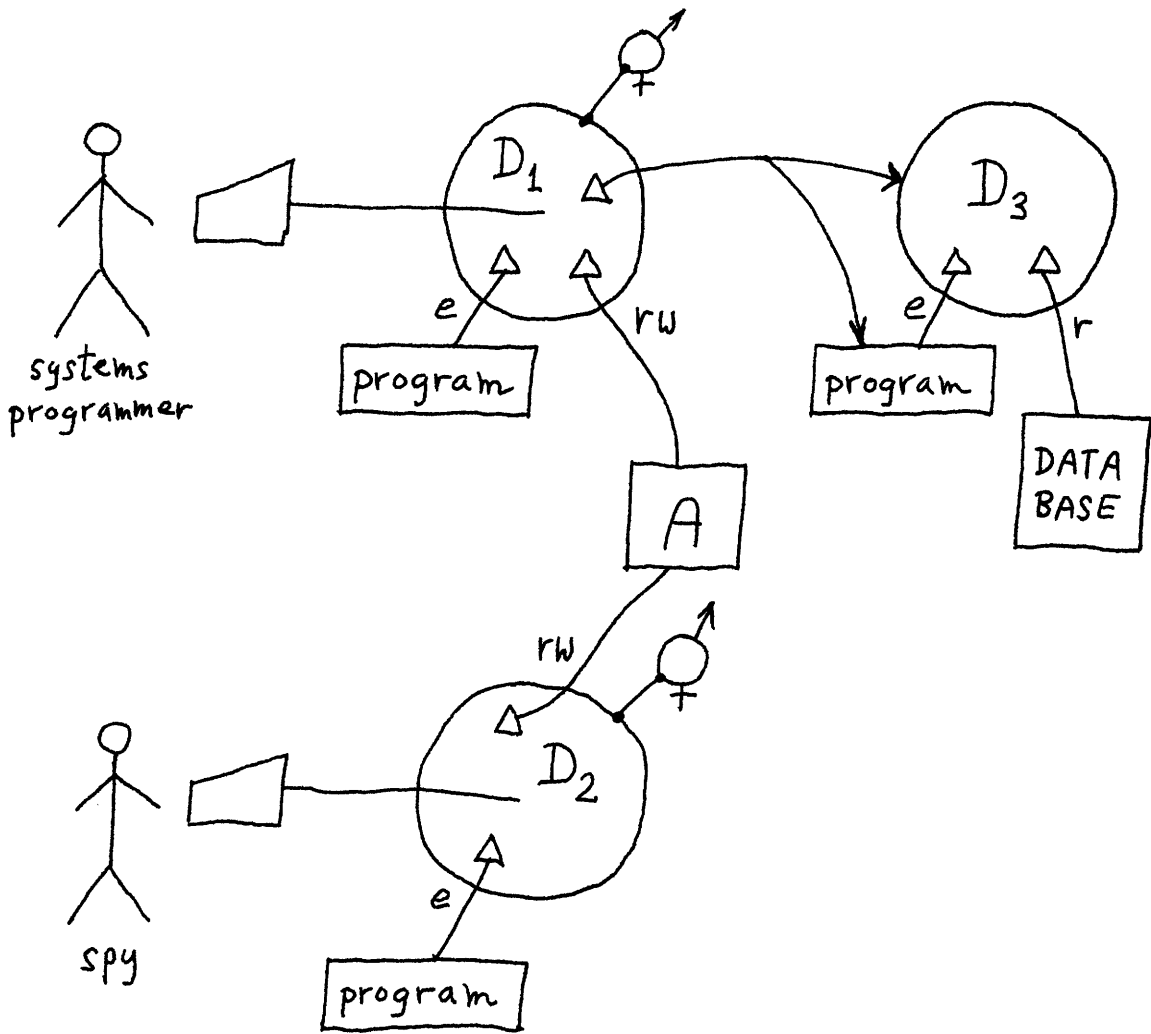 D₁
D₃
e
rw
e
r
systems
programmer
program
program
DATA
BASE
A
rw
D₂
e
spy
program